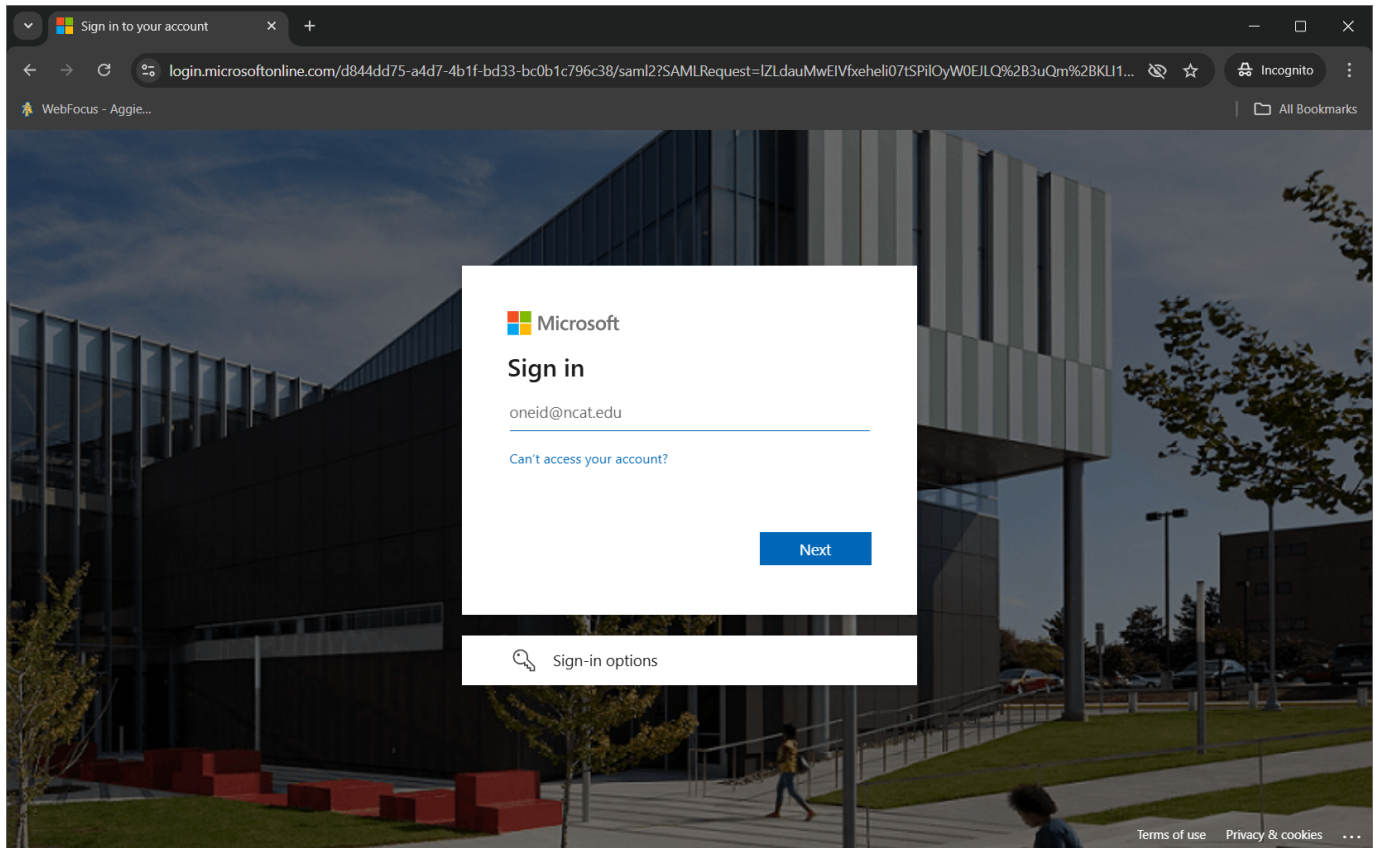 Sign in to your account
Incognito
login.microsoftonline.com/d844dd75-a4d7-4b1f-bd33-bc0b1c796c38/saml2?SAMLRequest=lZLdauMwEIVfxeheli07tSPilOyW0EJLQ%2B3uQm%2BKLI1...
WebFocus - Aggie...
All Bookmarks
Microsoft
Sign in
oneid@ncat.edu
Can't access your account?
Next
Sign-in options
Terms of use Privacy & cookies ...